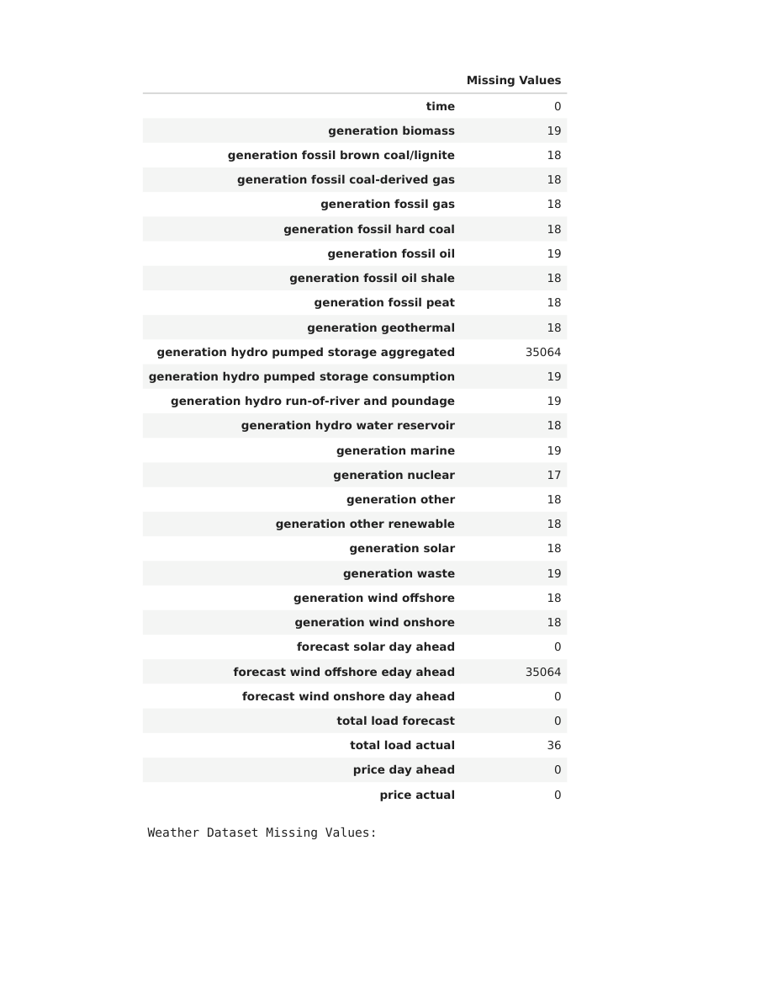 Missing Values
time 0
generation biomass 19
generation fossil brown coal/lignite 18
generation fossil coal-derived gas 18
generation fossil gas 18
generation fossil hard coal 18
generation fossil oil 19
generation fossil oil shale 18
generation fossil peat 18
generation geothermal 18
generation hydro pumped storage aggregated 35064
generation hydro pumped storage consumption 19
generation hydro run-of-river and poundage 19
generation hydro water reservoir 18
generation marine 19
generation nuclear 17
generation other 18
generation other renewable 18
generation solar 18
generation waste 19
generation wind offshore 18
generation wind onshore 18
forecast solar day ahead 0
forecast wind offshore eday ahead 35064
forecast wind onshore day ahead 0
total load forecast 0
total load actual 36
price day ahead 0
price actual 0
Weather Dataset Missing Values: